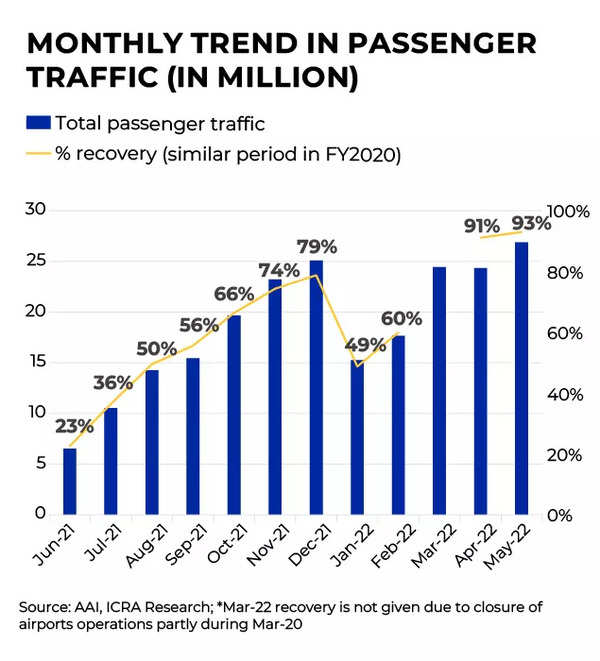 MONTHLY TREND IN PASSENGER
TRAFFIC (IN MILLION)
Total passenger traffic
% recovery (similar period in FY2020)
30
25
20
15
10
5
0
100%
80%
60%
40%
20%
0%
23%
36%
50%
56%
66%
74%
79%
49%
60%
91%
93%
Jun-21
Jul-21
Aug-21
Sep-21
Oct-21
Nov-21
Dec-21
Jan-22
Feb-22
Mar-22
Apr-22
May-22
Source: AAI, ICRA Research; *Mar-22 recovery is not given due to closure of
airports operations partly during Mar-20